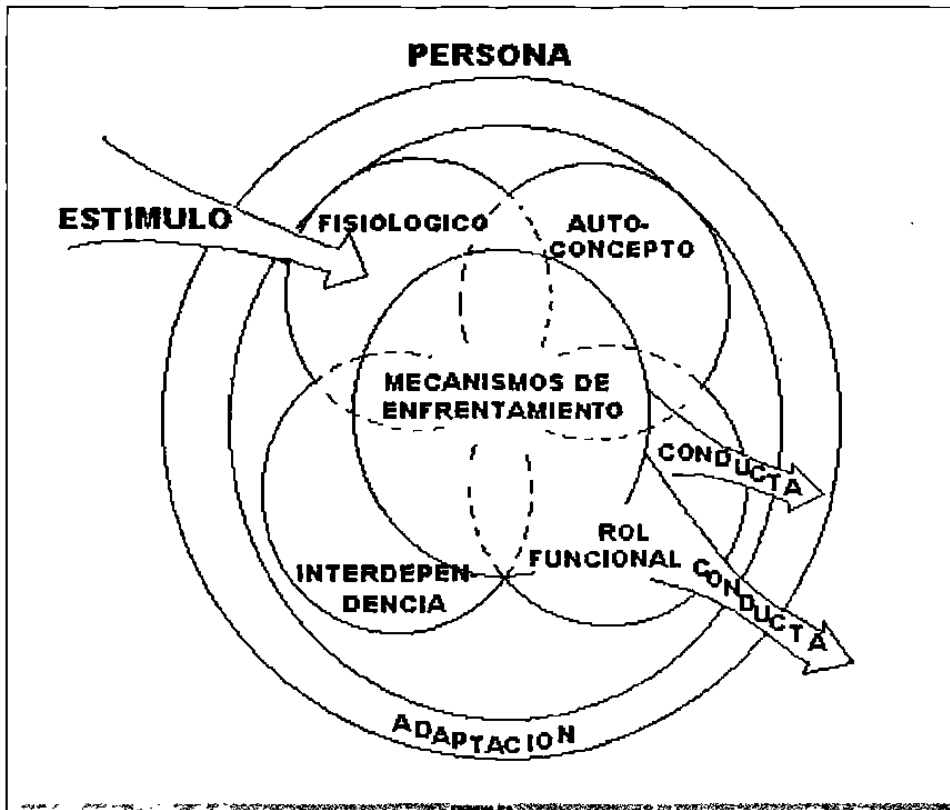 PERSONA
ESTIMULO
FISIOLOGICO
AUTO-
CONCEPTO
MECANISMOS DE
ENFRENTAMIENTO
CONDUCTA
ROL
FUNCIONAL
CONDUCTA
INTERDEPEN
DENCIA
ADAPTACION